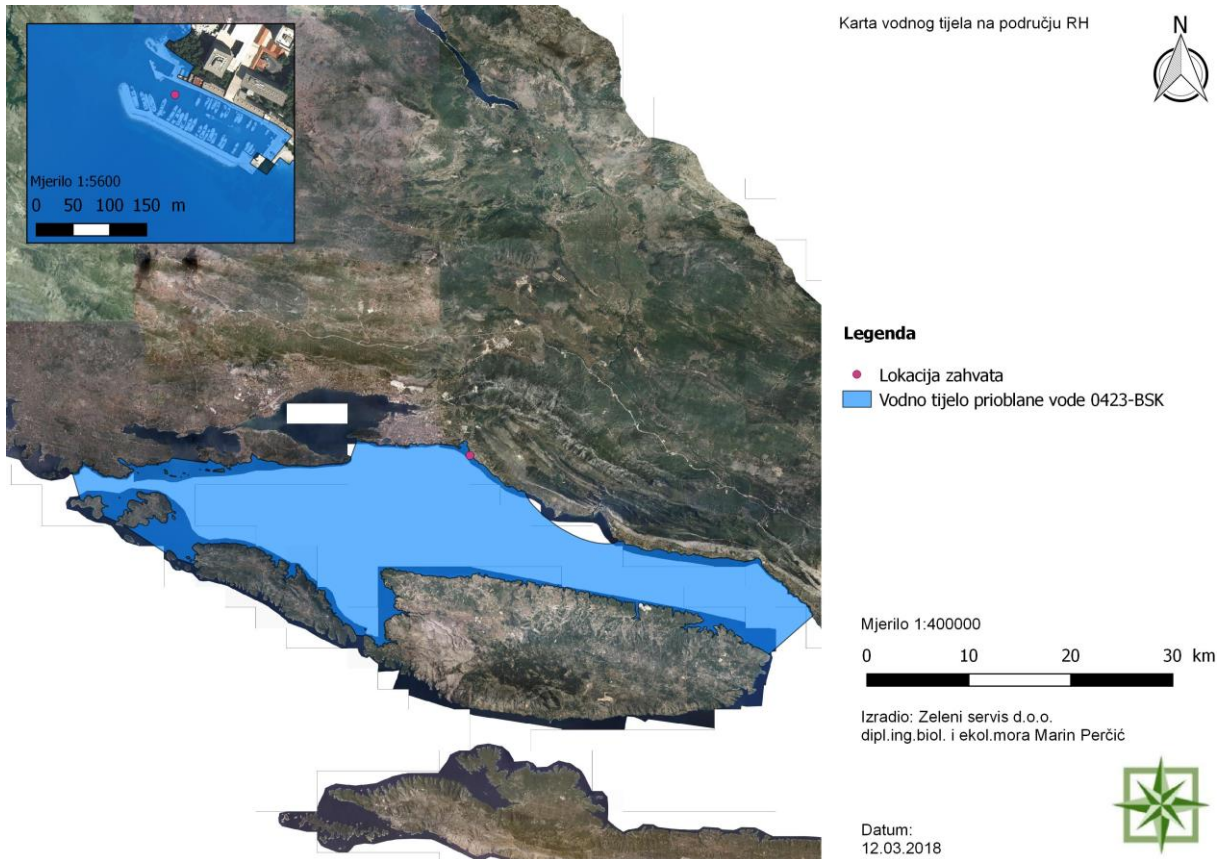 Karta vodnog tijela na području RH
N
Mjerilo 1:5600
0 50 100 150 m
Legenda
Lokacija zahvata
Vodno tijelo prioblane vode 0423-BSK
Mjerilo 1:400000
0 10 20 30 km
Izradio: Zeleni servis d.o.o.
dipl.ing.biol. i ekol.mora Marin Perčić
Datum:
12.03.2018